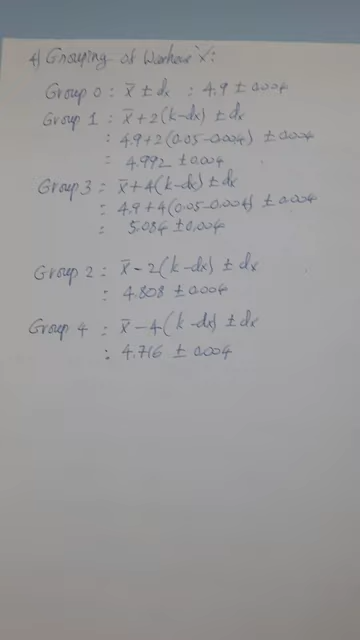 4) Grouping of Warhouse 'X':
Group 0 : x̄ ± dx : 4.9 ± 0.004
Group 1 : x̄ + 2(k-dx) ± dx
: 4.9 + 2(0.05-0.004) ± 0.004
: 4.992 ± 0.004
Group 3 : x̄ + 4(k-dx) ± dx
: 4.9 + 4(0.05-0.004) ± 0.004
: 5.084 ± 0.004
Group 2 : x̄ - 2(k-dx) ± dx
: 4.808 ± 0.004
Group 4 : x̄ - 4(k-dx) ± dx
: 4.716 ± 0.004